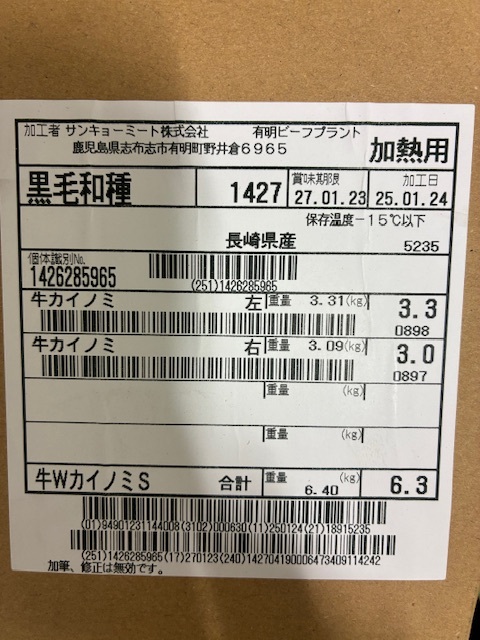 加工者 サンキョーミート株式会社 有明ビーフプラント
鹿児島県志布志市有明町野井倉6965
加熱用
黒毛和種 1427 賞味期限 27.01.23 加工日 25.01.24
保存温度-15℃以下
長崎県産 5235
個体識別No.
1426285965
(251)1426285965
牛カイノミ 左 重量 3.31(kg) 3.3
0898
牛カイノミ 右 重量 3.09(kg) 3.0
0897
重量 (kg)
重量 (kg)
牛WカイノミS 合計 重量 (kg) 6.40 6.3
(01)94901231144008(3102)000630(11)250124(21)18915235
(251)1426285965(17)270123(240)1427041900064734091142​42
加筆、修正は無効です。